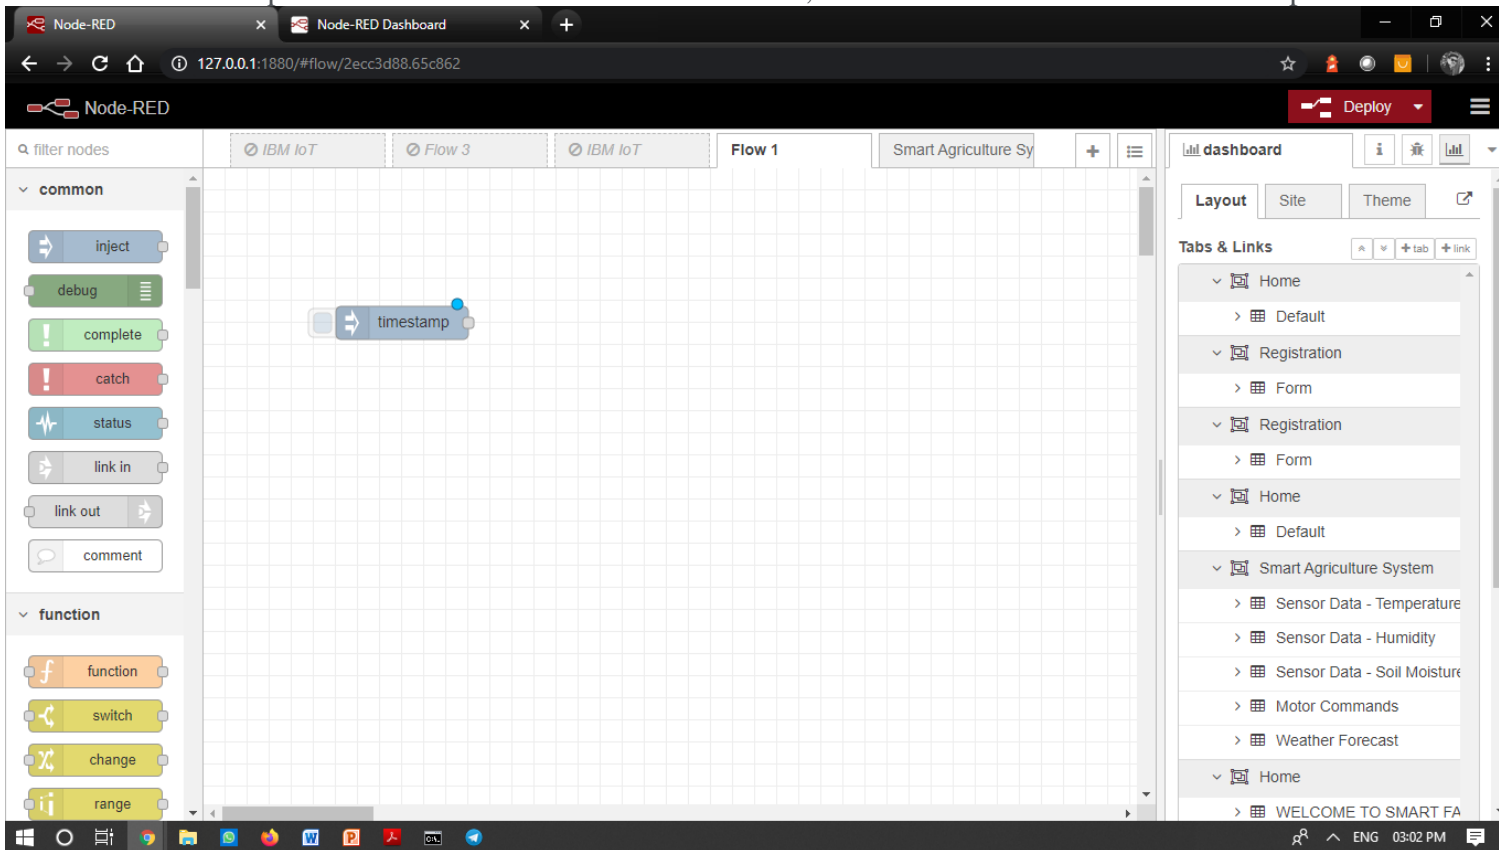 Node-RED
Node-RED Dashboard
127.0.0.1:1880/#flow/2ecc3d88.65c862
Node-RED
Deploy
filter nodes
IBM IoT
Flow 3
IBM IoT
Flow 1
Smart Agriculture Sy
dashboard
i
common
inject
debug
complete
catch
status
link in
link out
comment
function
function
switch
change
range
timestamp
Layout
Site
Theme
Tabs & Links
tab
link
Home
Default
Registration
Form
Registration
Form
Home
Default
Smart Agriculture System
Sensor Data - Temperature
Sensor Data - Humidity
Sensor Data - Soil Moisture
Motor Commands
Weather Forecast
Home
WELCOME TO SMART FA
ENG 03:02 PM